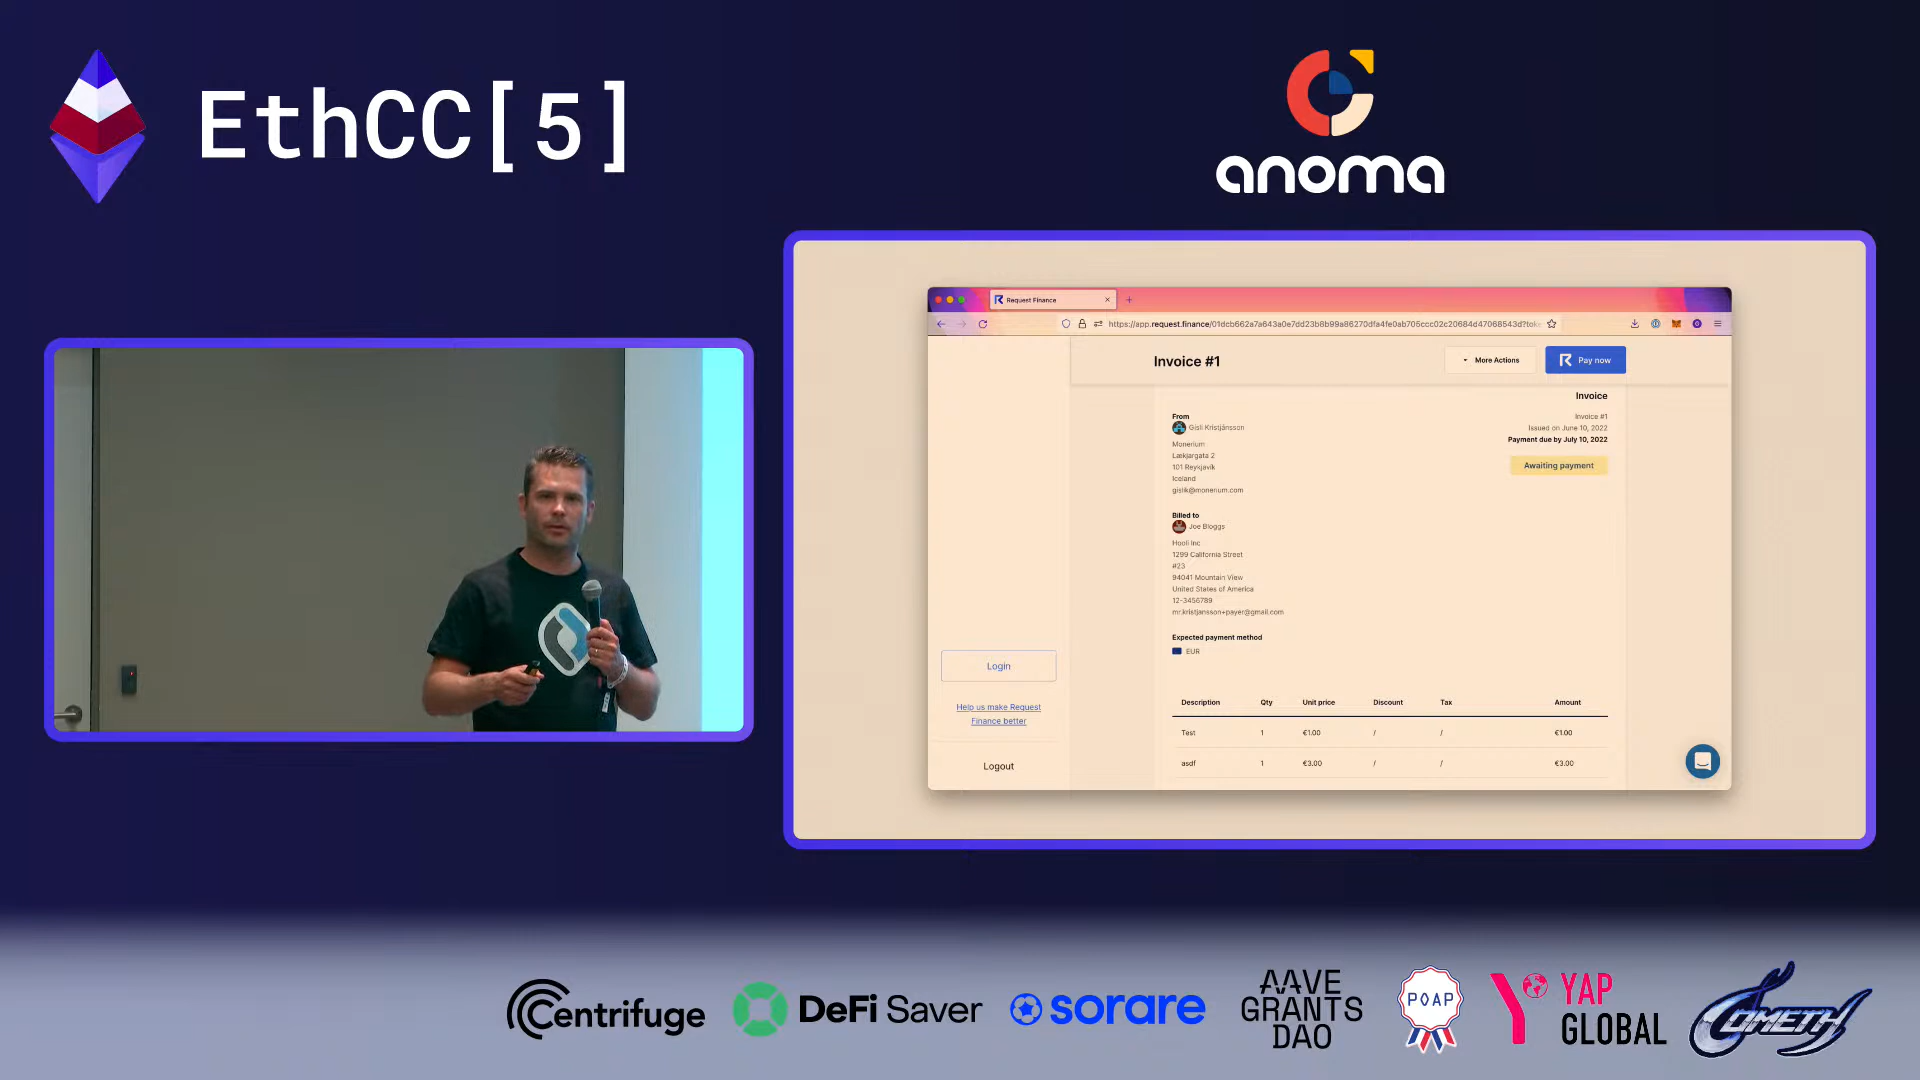 EthCC[5]
anoma
Request Finance
https://app.request.finance/01dcb662a7a643a0e7dd23b8b99a86270dfa4fe0ab705ccc02c20684d47068543d?tok
Invoice #1
More Actions
Pay now
Invoice
Invoice #1
Issued on June 10, 2022
Payment due by July 10, 2022
Awaiting payment
From
Gísli Kristjánsson
Monerium
Lækjargata 2
101 Reykjavík
Iceland
gislik@monerium.com
Billed to
Joe Bloggs
Hooli Inc
1299 California Street
#23
94041 Mountain View
United States of America
12-3456789
mr.kristjansson+payer@gmail.com
Expected payment method
EUR
Login
Help us make Request
Finance better
Logout
Description Qty Unit price Discount Tax Amount
Test 1 €1.00 / / €1.00
asdf 1 €3.00 / / €3.00
Centrifuge
DeFi Saver
sorare
AAVE
GRANTS
DAO
POAP
YAP
GLOBAL
COMETH